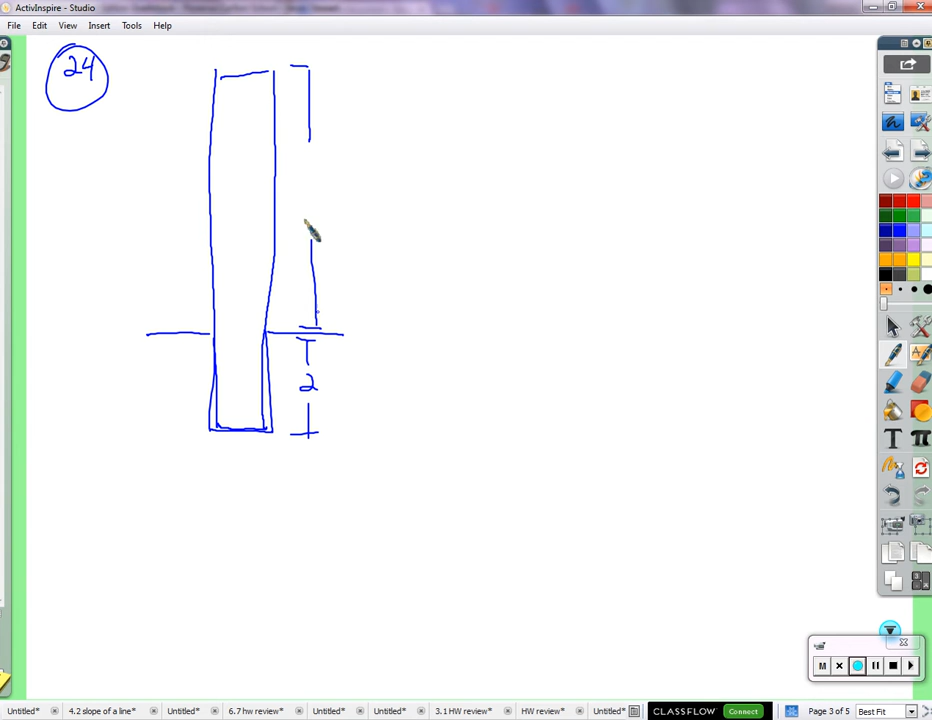 ActivInspire - Studio
File Edit View Insert Tools Help
24
2
M
Untitled* 4.2 slope of a line* Untitled* 6.7 hw review* Untitled* Untitled* 3.1 HW review* HW review* Untitled* CLASSFLOW Connect Page 3 of 5 Best Fit